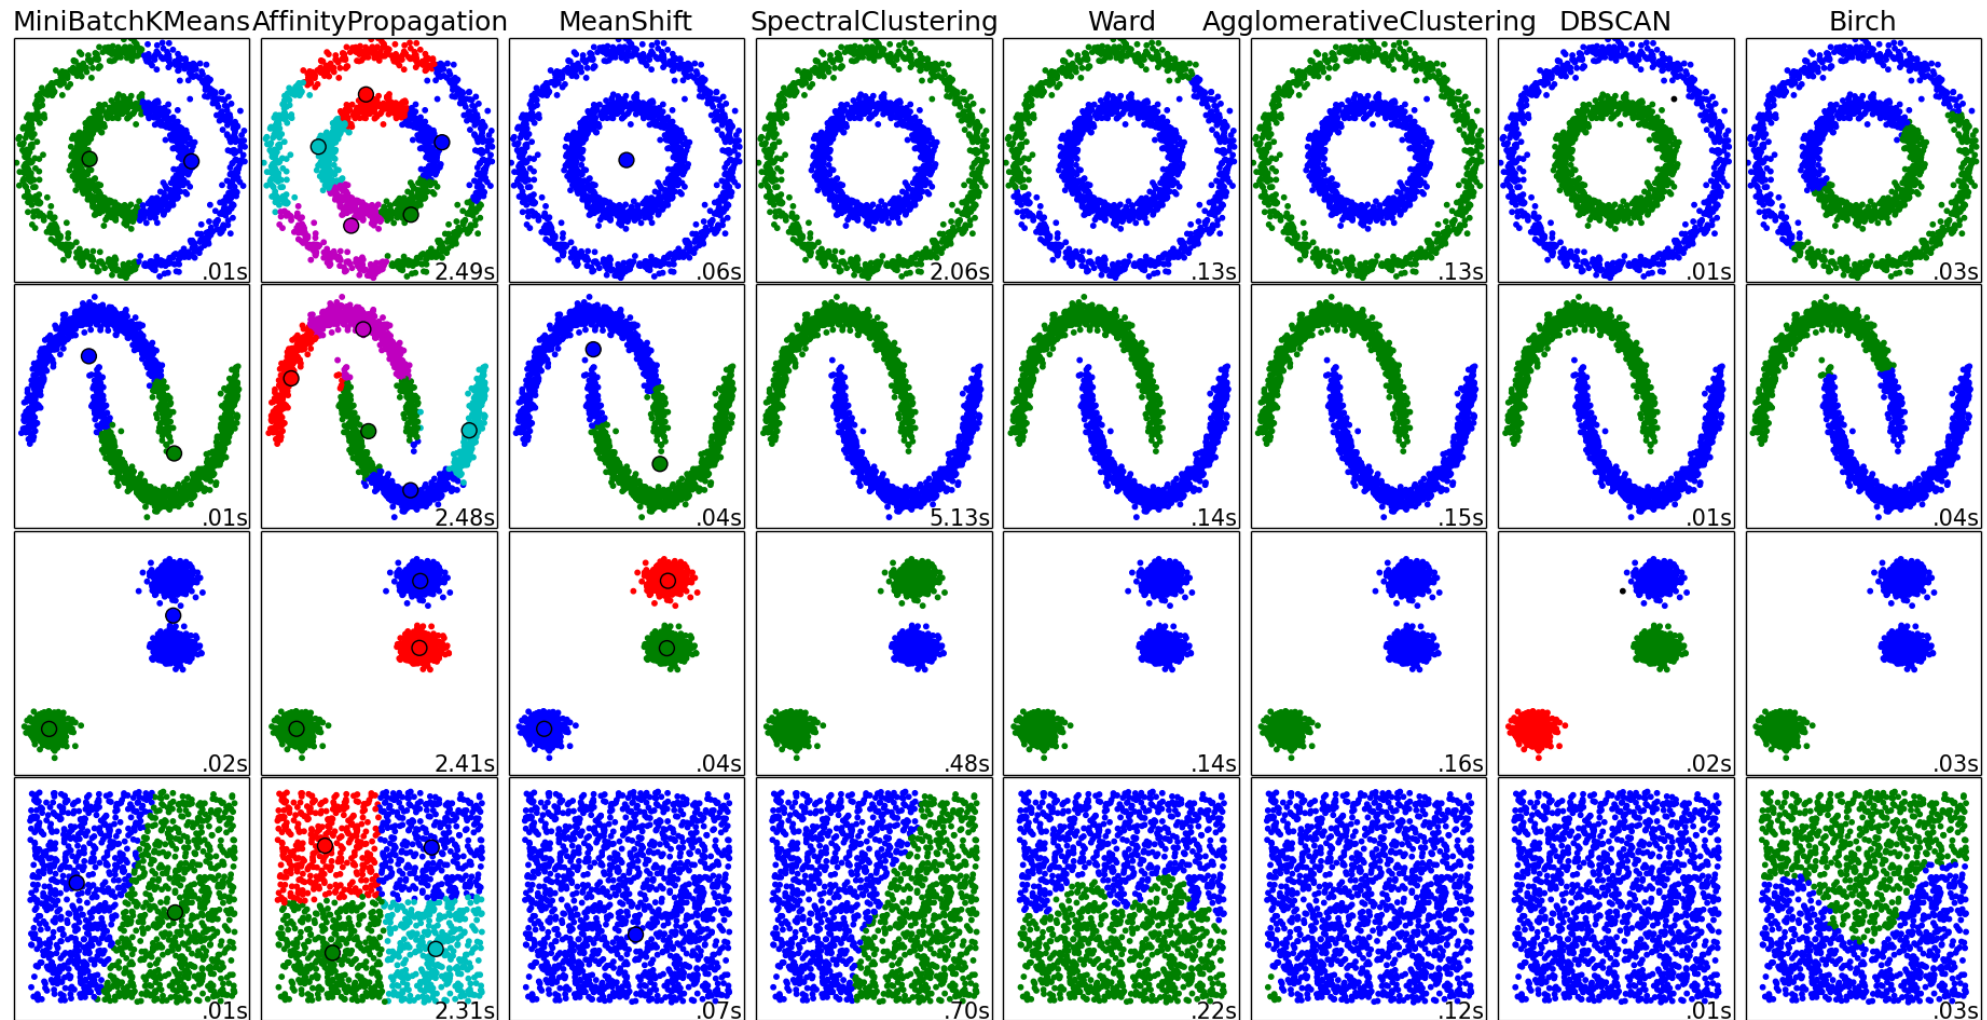 MiniBatchKMeans AffinityPropagation MeanShift SpectralClustering Ward AgglomerativeClustering DBSCAN Birch
.01s 2.49s .06s 2.06s .13s .13s .01s .03s
.01s 2.48s .04s 5.13s .14s .15s .01s .04s
.02s 2.41s .04s .48s .14s .16s .02s .03s
.01s 2.31s .07s .70s .22s .12s .01s .03s